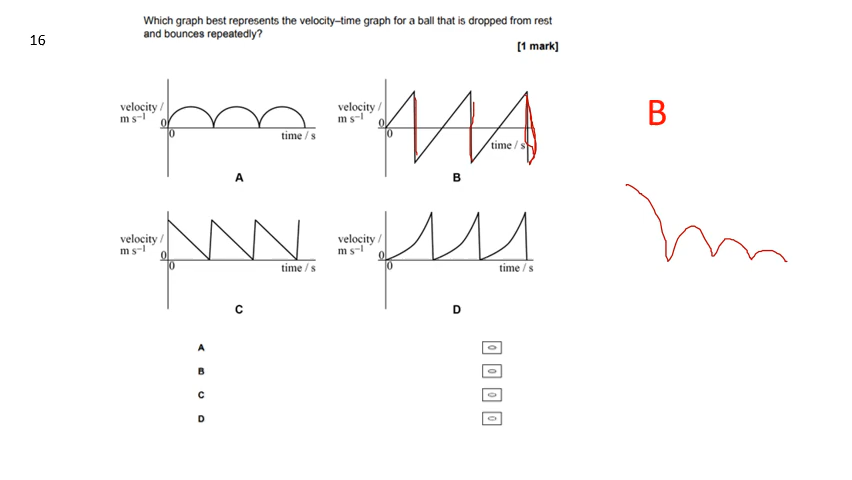 Which graph best represents the velocity–time graph for a ball that is dropped from rest
and bounces repeatedly?
16
[1 mark]
velocity /
m s⁻¹
0
0
time / s
A
velocity /
m s⁻¹
0
0
time / s
B
B
velocity /
m s⁻¹
0
0
time / s
C
velocity /
m s⁻¹
0
0
time / s
D
A
B
C
D